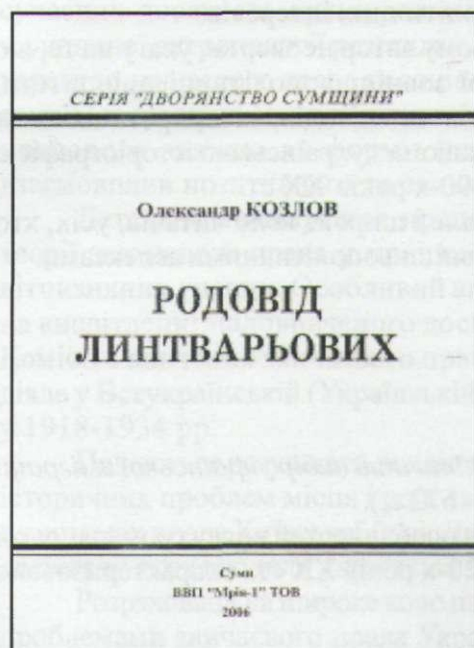 СЕРІЯ "ДВОРЯНСТВО СУМЩИНИ"
Олександр КОЗЛОВ
РОДОВІД
ЛИНТВАРЬОВИХ
Суми
ВВП "Мрія-1" ТОВ
2006